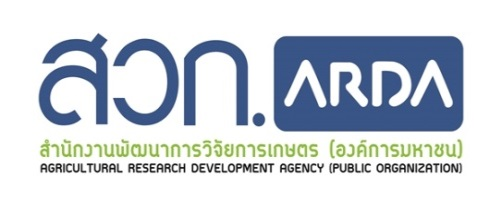 สวก. ARDA
สำนักงานพัฒนาการวิจัยการเกษตร (องค์การมหาชน)
AGRICULTURAL RESEARCH DEVELOPMENT AGENCY (PUBLIC ORGANIZATION)